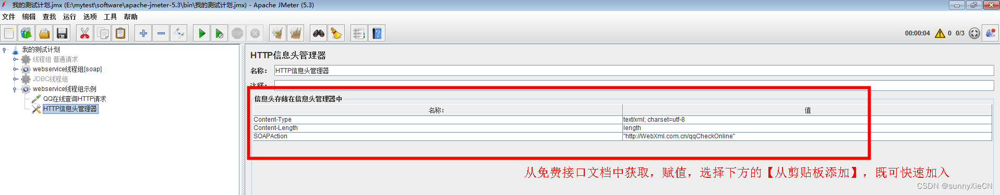 我的测试计划.jmx (E:\mytest\software\apache-jmeter-5.3\bin\我的测试计划.jmx) - Apache JMeter (5.3)
文件 编辑 查找 运行 选项 工具 帮助
00:00:04 0 0/3
我的测试计划
线程组 普通请求
webservice线程组[soap]
JDBC线程组
webservice线程组示例
QQ在线查询HTTP请求
HTTP信息头管理器
HTTP信息头管理器
名称： HTTP信息头管理器
注释：
信息头存储在信息头管理器中
名称： 值
Content-Type text/xml; charset=utf-8
Content-Length length
SOAPAction "http://WebXml.com.cn/qqCheckOnline"
从免费接口文档中获取，赋值，选择下方的【从剪贴板添加】，既可快速加入
CSDN @sunnyXieCN